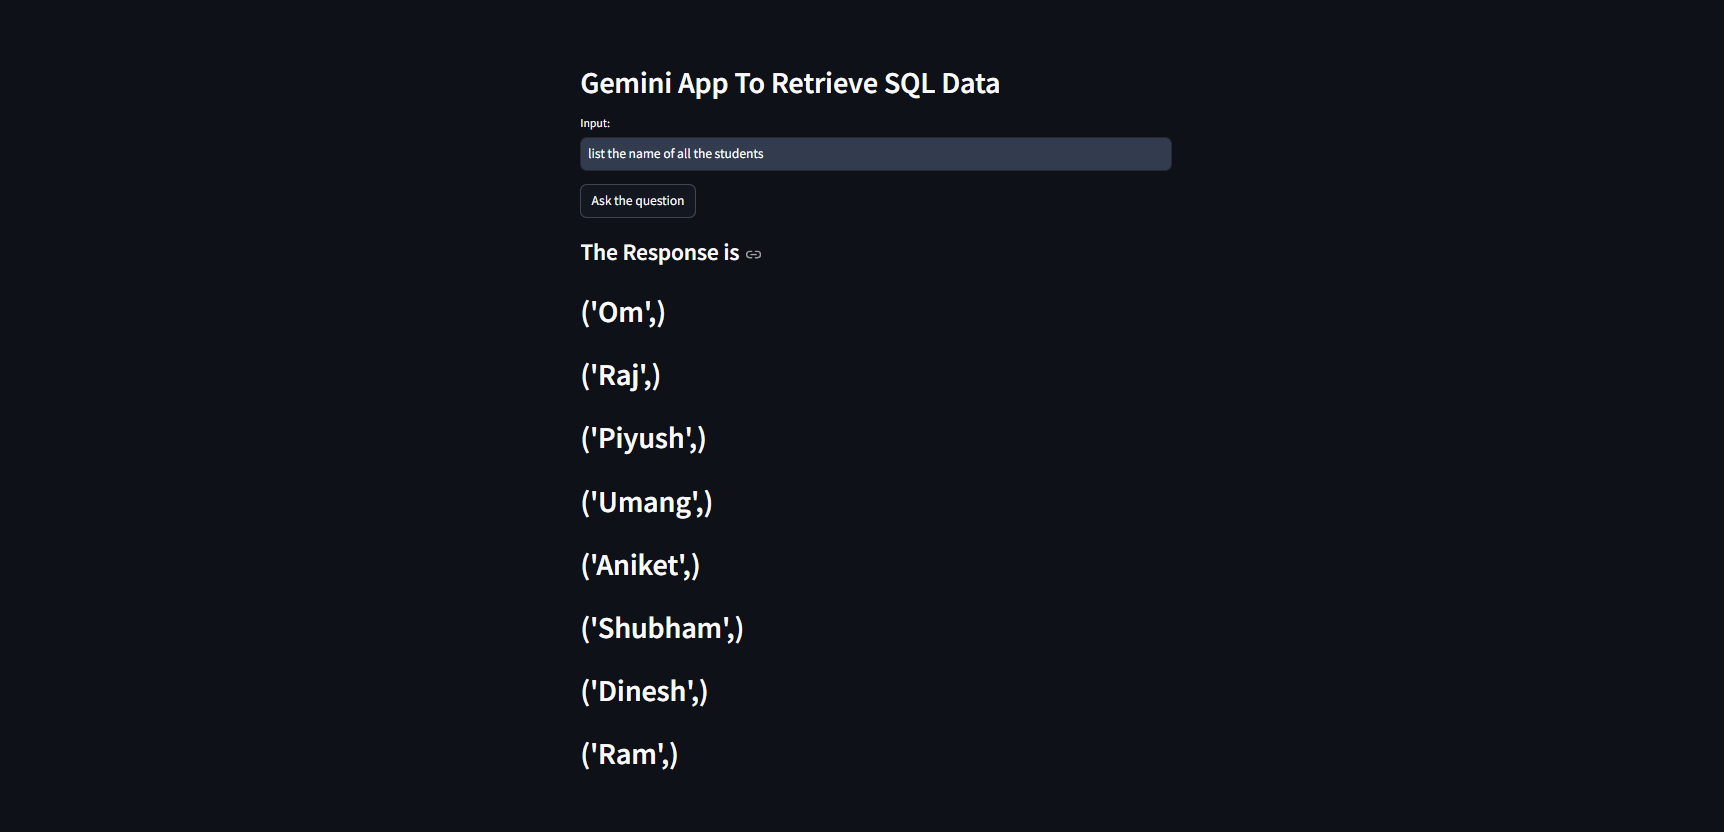 Gemini App To Retrieve SQL Data
Input:
list the name of all the students
Ask the question
The Response is
('Om',)
('Raj',)
('Piyush',)
('Umang',)
('Aniket',)
('Shubham',)
('Dinesh',)
('Ram',)